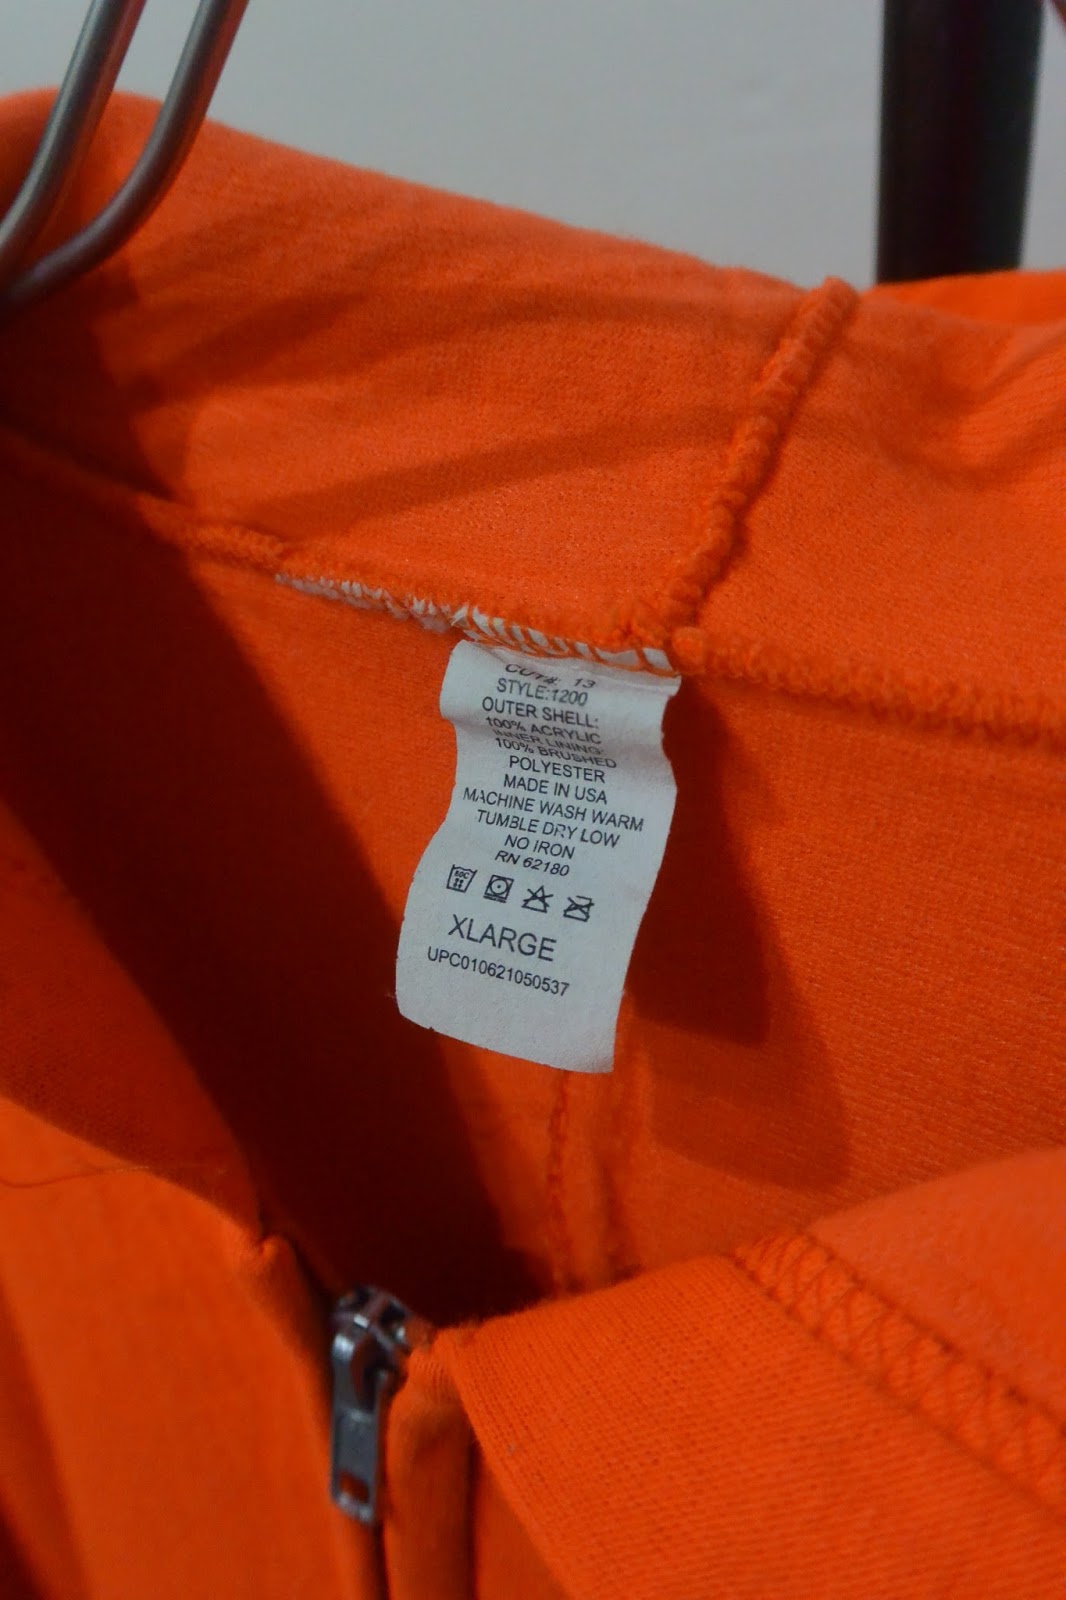 CUT#: 13
STYLE:1200
OUTER SHELL:
100% ACRYLIC
INNER LINING:
100% BRUSHED
POLYESTER
MADE IN USA
MACHINE WASH WARM
TUMBLE DRY LOW
NO IRON
RN 62180
XLARGE
UPC010621050537